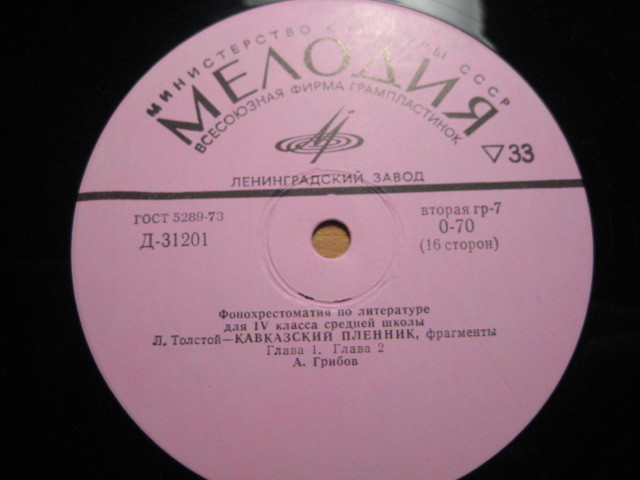 МИНИСТЕРСТВО КУЛЬТУРЫ СССР
МЕЛОДИЯ
ВСЕСОЮЗНАЯ ФИРМА ГРАМПЛАСТИНОК
▽33
ЛЕНИНГРАДСКИЙ ЗАВОД
ГОСТ 5289-73
Д-31201
вторая гр-7
0-70
(16 сторон)
Фонохрестоматия по литературе
для IV класса средней школы
Л. Толстой—КАВКАЗСКИЙ ПЛЕННИК, фрагменты
Глава 1. Глава 2
А. Грибов